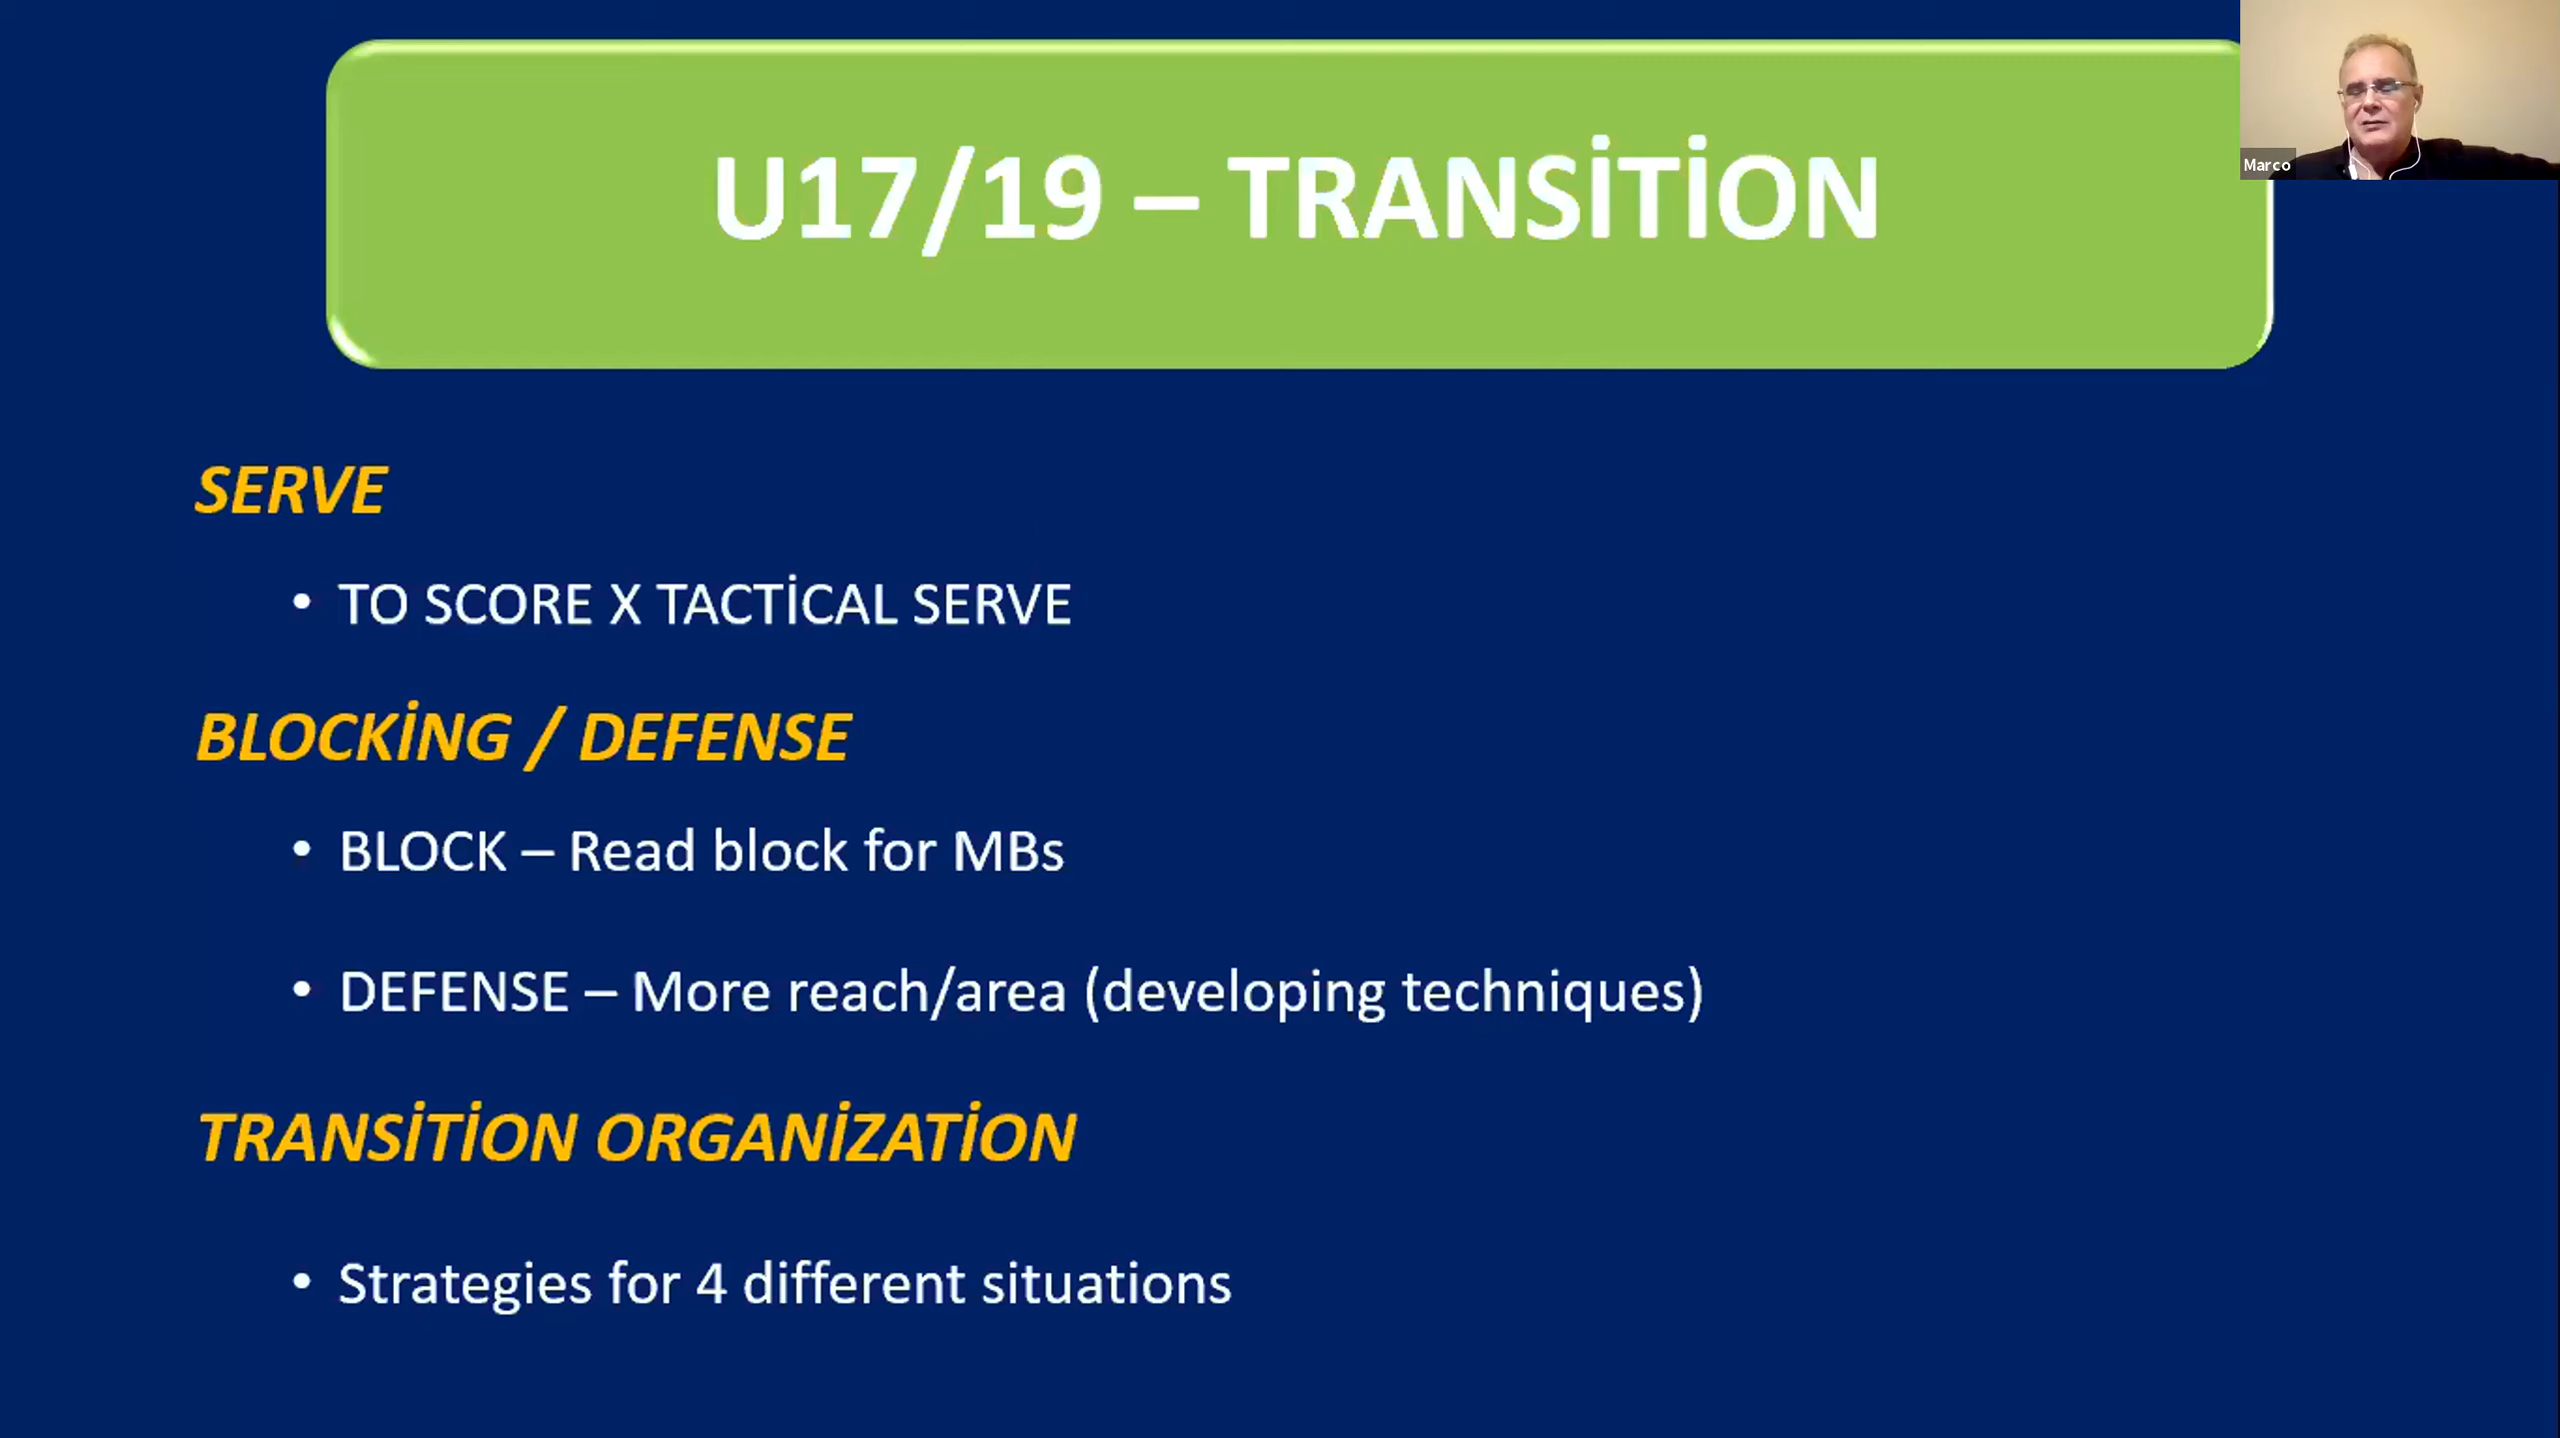 U17/19 – TRANSİTİON
Marco
SERVE
• TO SCORE X TACTİCAL SERVE
BLOCKİNG / DEFENSE
• BLOCK – Read block for MBs
• DEFENSE – More reach/area (developing techniques)
TRANSİTİON ORGANİZATİON
• Strategies for 4 different situations